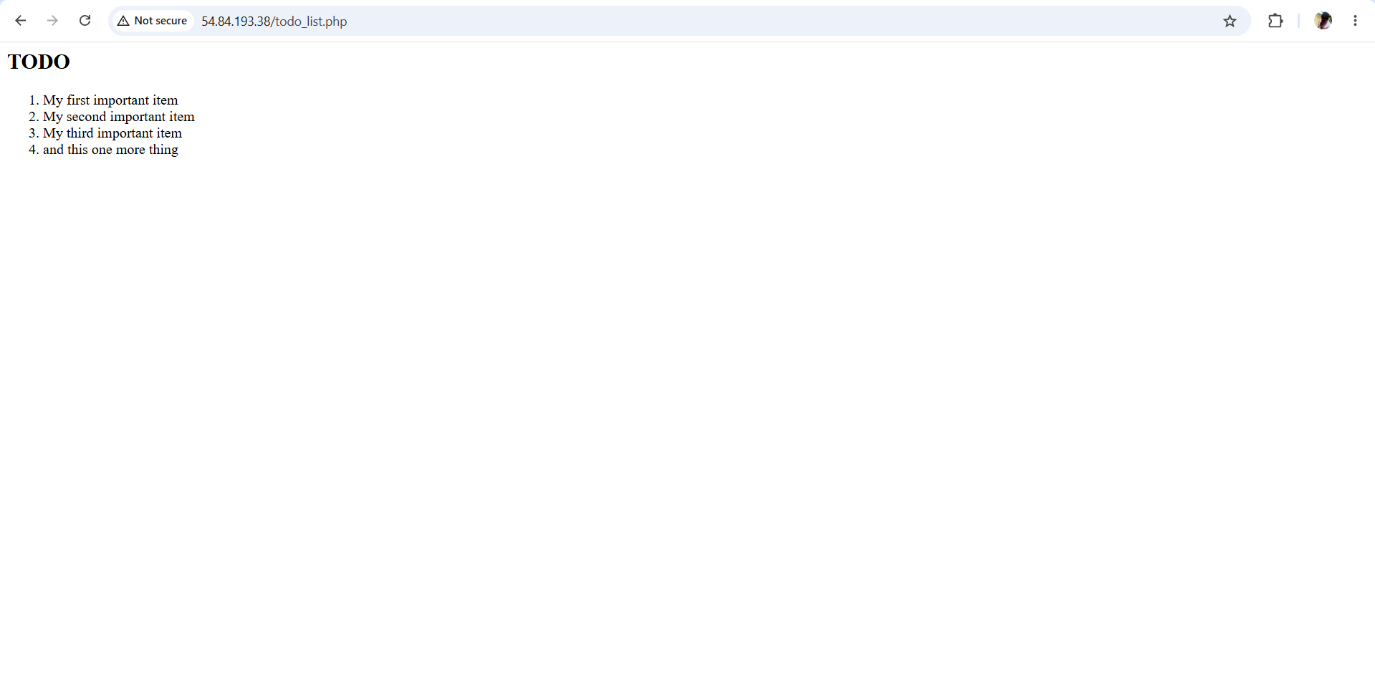 Not secure 54.84.193.38/todo_list.php
TODO
1. My first important item
2. My second important item
3. My third important item
4. and this one more thing